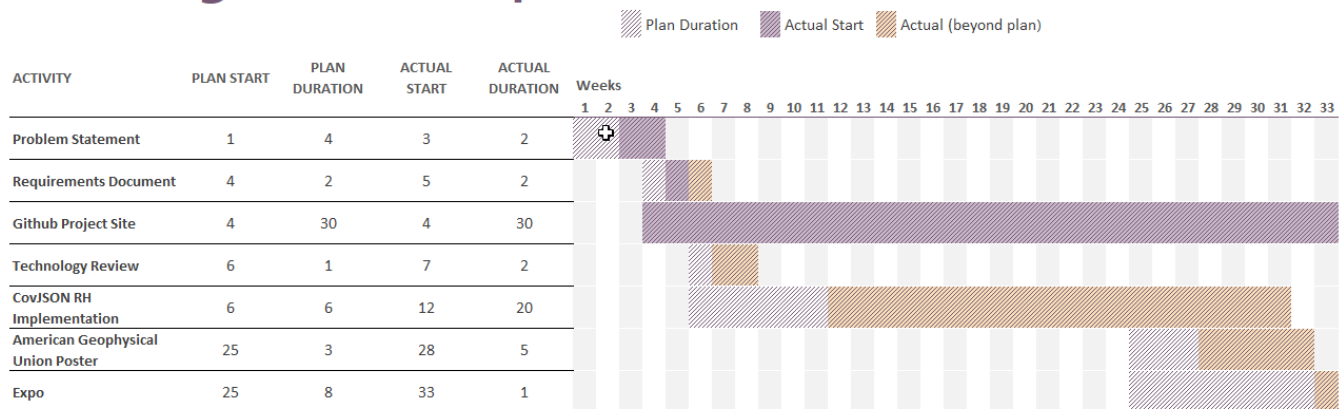 Plan Duration Actual Start Actual (beyond plan)
ACTIVITY PLAN START PLAN DURATION ACTUAL START ACTUAL DURATION Weeks
1 2 3 4 5 6 7 8 9 10 11 12 13 14 15 16 17 18 19 20 21 22 23 24 25 26 27 28 29 30 31 32 33
Problem Statement 1 4 3 2
Requirements Document 4 2 5 2
Github Project Site 4 30 4 30
Technology Review 6 1 7 2
CovJSON RH
Implementation 6 6 12 20
American Geophysical
Union Poster 25 3 28 5
Expo 25 8 33 1